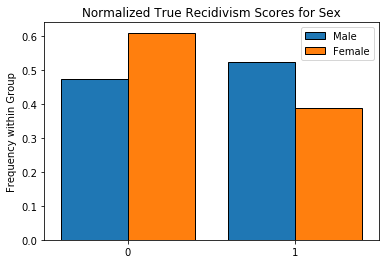 Normalized True Recidivism Scores for Sex
Male
Female
Frequency within Group
0.6
0.5
0.4
0.3
0.2
0.1
0.0
0
1